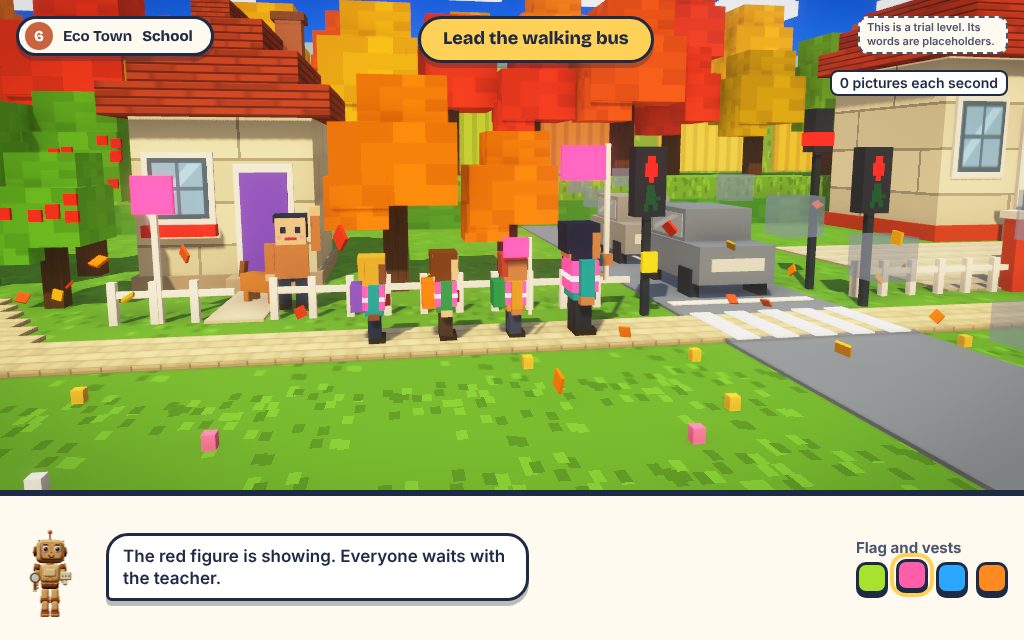 6 Eco Town School
Lead the walking bus
This is a trial level. Its
words are placeholders.
0 pictures each second
The red figure is showing. Everyone waits with
the teacher.
Flag and vests